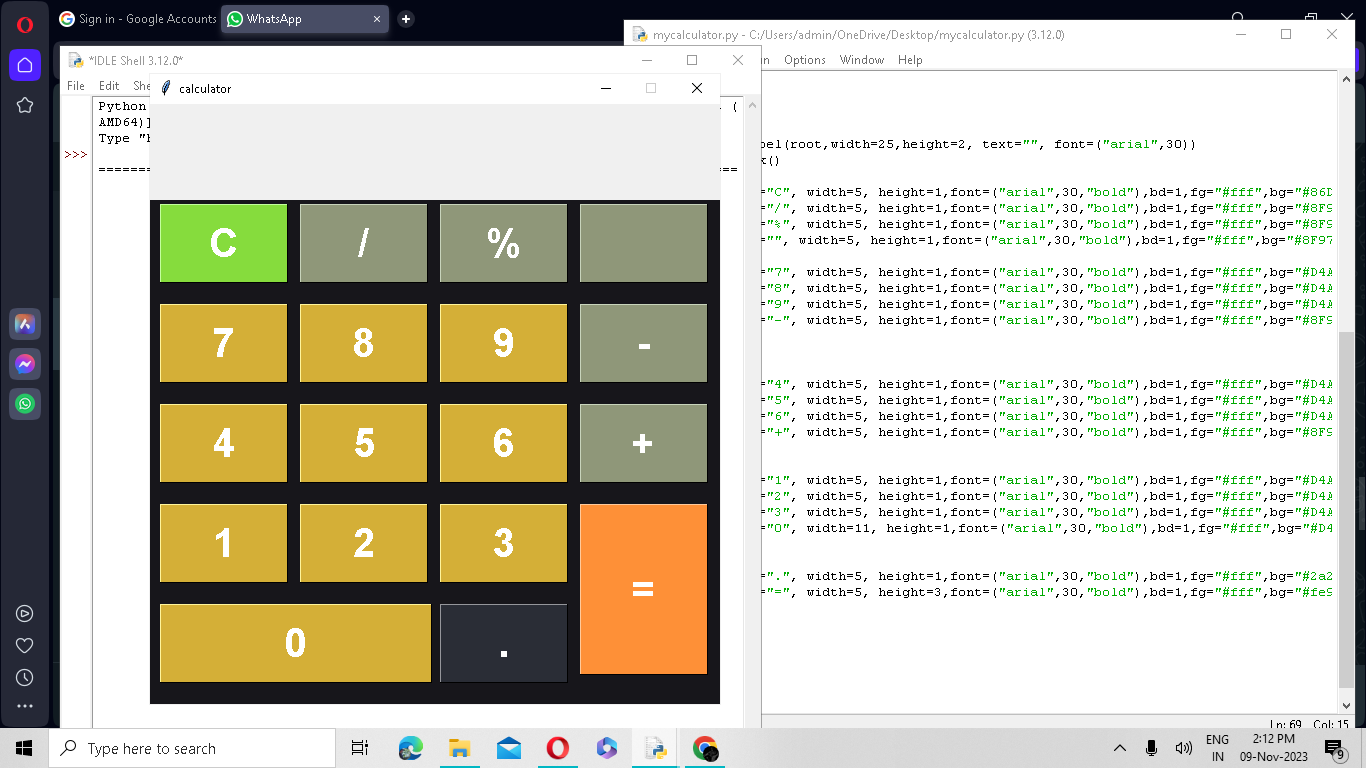 Sign in - Google Accounts
WhatsApp
mycalculator.py - C:/Users/admin/OneDrive/Desktop/mycalculator.py (3.12.0)
*IDLE Shell 3.12.0*
Options Window Help
File Edit She
calculator
Python
(
AMD64)]
Type "
>>>
bel(root,width=25,height=2, text="", font=("arial",30))
()
="C", width=5, height=1,font=("arial",30,"bold"),bd=1,fg="#fff",bg="#86D
="/", width=5, height=1,font=("arial",30,"bold"),bd=1,fg="#fff",bg="#8F9
="%", width=5, height=1,font=("arial",30,"bold"),bd=1,fg="#fff",bg="#8F9
="", width=5, height=1,font=("arial",30,"bold"),bd=1,fg="#fff",bg="#8F97
="7", width=5, height=1,font=("arial",30,"bold"),bd=1,fg="#fff",bg="#D4A
="8", width=5, height=1,font=("arial",30,"bold"),bd=1,fg="#fff",bg="#D4A
="9", width=5, height=1,font=("arial",30,"bold"),bd=1,fg="#fff",bg="#D4A
="-", width=5, height=1,font=("arial",30,"bold"),bd=1,fg="#fff",bg="#8F9
="4", width=5, height=1,font=("arial",30,"bold"),bd=1,fg="#fff",bg="#D4A
="5", width=5, height=1,font=("arial",30,"bold"),bd=1,fg="#fff",bg="#D4A
="6", width=5, height=1,font=("arial",30,"bold"),bd=1,fg="#fff",bg="#D4A
="+", width=5, height=1,font=("arial",30,"bold"),bd=1,fg="#fff",bg="#8F9
="1", width=5, height=1,font=("arial",30,"bold"),bd=1,fg="#fff",bg="#D4A
="2", width=5, height=1,font=("arial",30,"bold"),bd=1,fg="#fff",bg="#D4A
="3", width=5, height=1,font=("arial",30,"bold"),bd=1,fg="#fff",bg="#D4A
="0", width=11, height=1,font=("arial",30,"bold"),bd=1,fg="#fff",bg="#D4
=".", width=5, height=1,font=("arial",30,"bold"),bd=1,fg="#fff",bg="#2a2
="=", width=5, height=3,font=("arial",30,"bold"),bd=1,fg="#fff",bg="#fe9
C / %
7 8 9 -
4 5 6 +
1 2 3 =
0 .
Ln: 69 Col: 15
Type here to search
ENG
IN
2:12 PM
09-Nov-2023
9